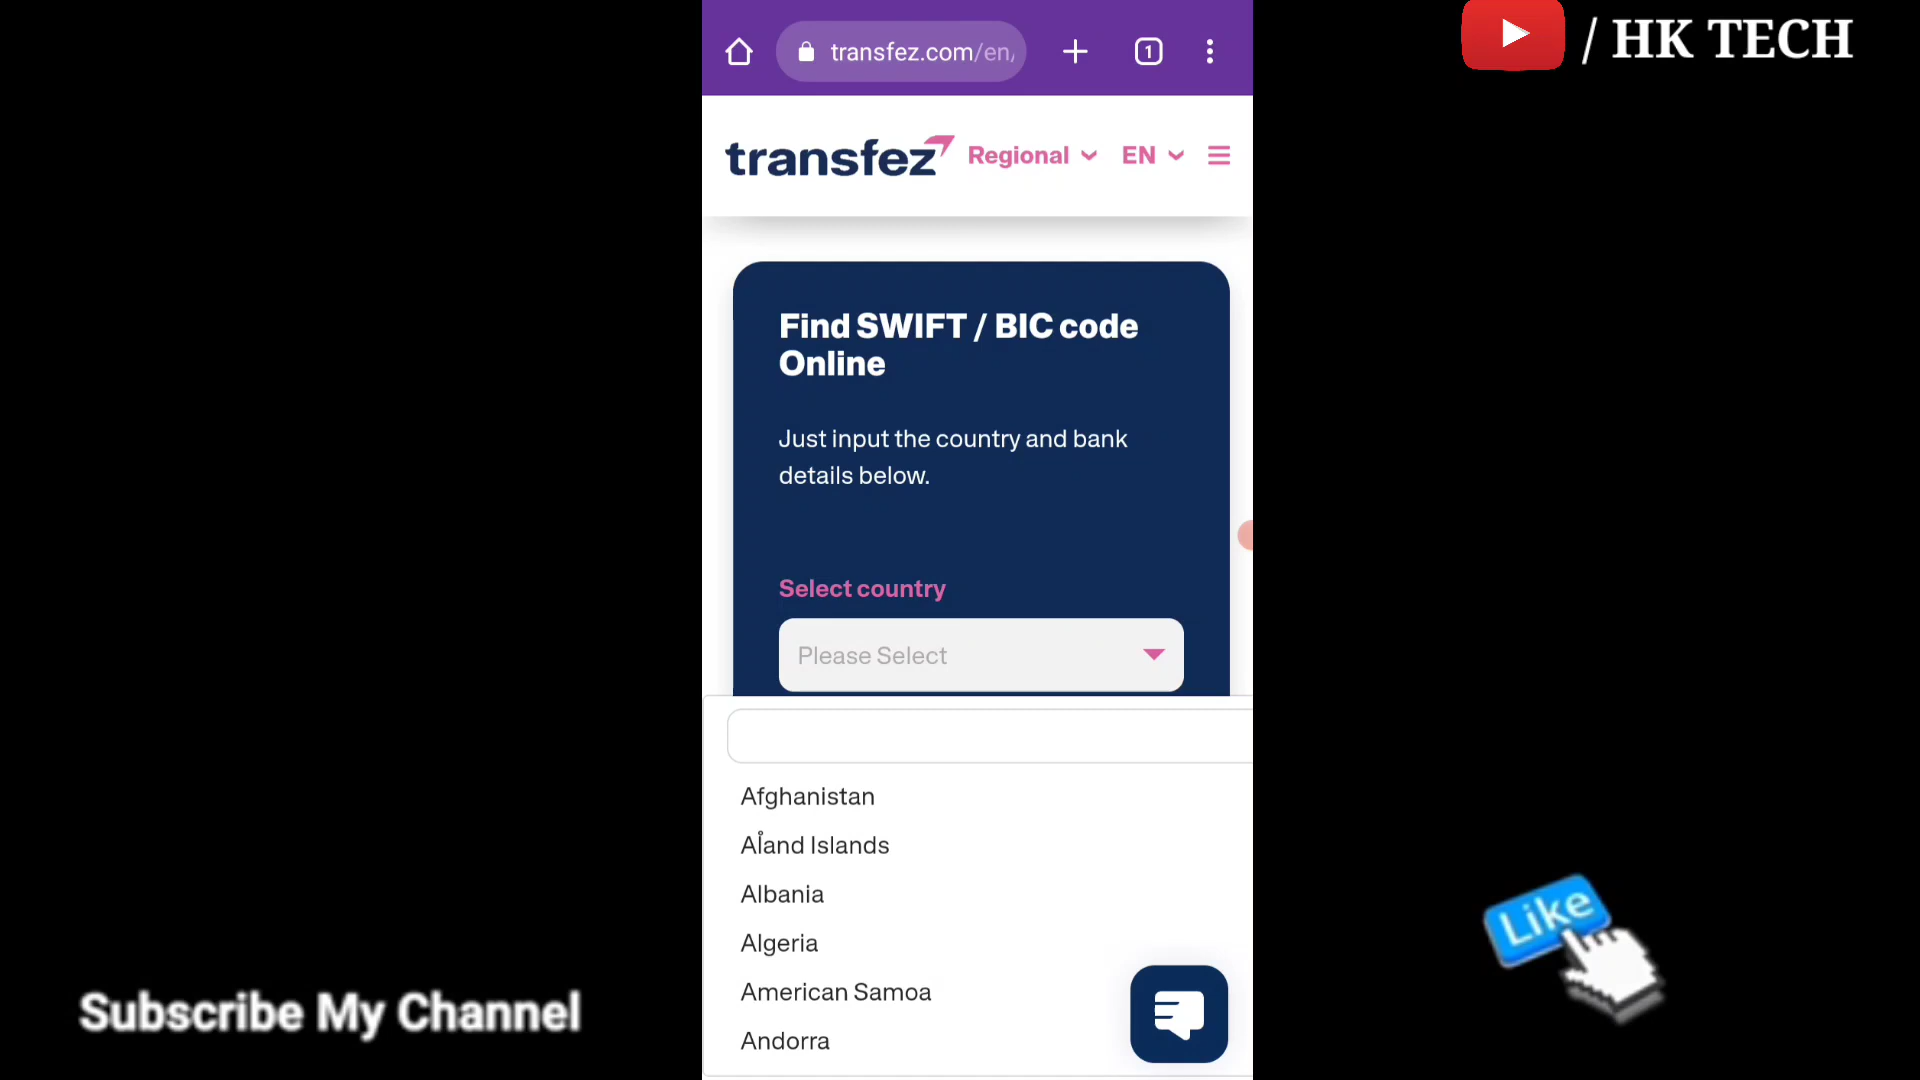 transfez.com/en,
1
/ HK TECH
transfez
Regional
EN
Find SWIFT / BIC code
Online
Just input the country and bank
details below.
Select country
Please Select
Afghanistan
Åland Islands
Albania
Algeria
American Samoa
Andorra
Like
Subscribe My Channel